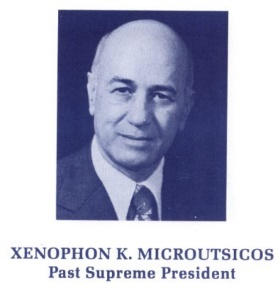 XENOPHON K. MICROUTSICOS
Past Supreme President